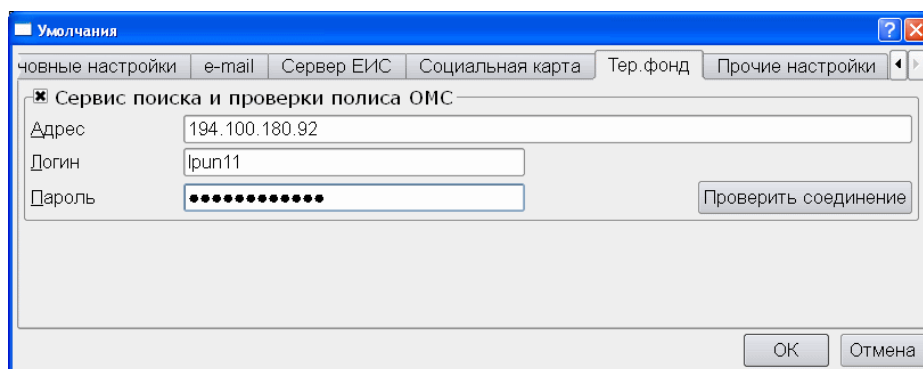 Умолчания
новные настройки e-mail Сервер ЕИС Социальная карта Тер.фонд Прочие настройки
Сервис поиска и проверки полиса ОМС
Адрес 194.100.180.92
Логин lpun11
Пароль ●●●●●●●●●●●● Проверить соединение
OK Отмена